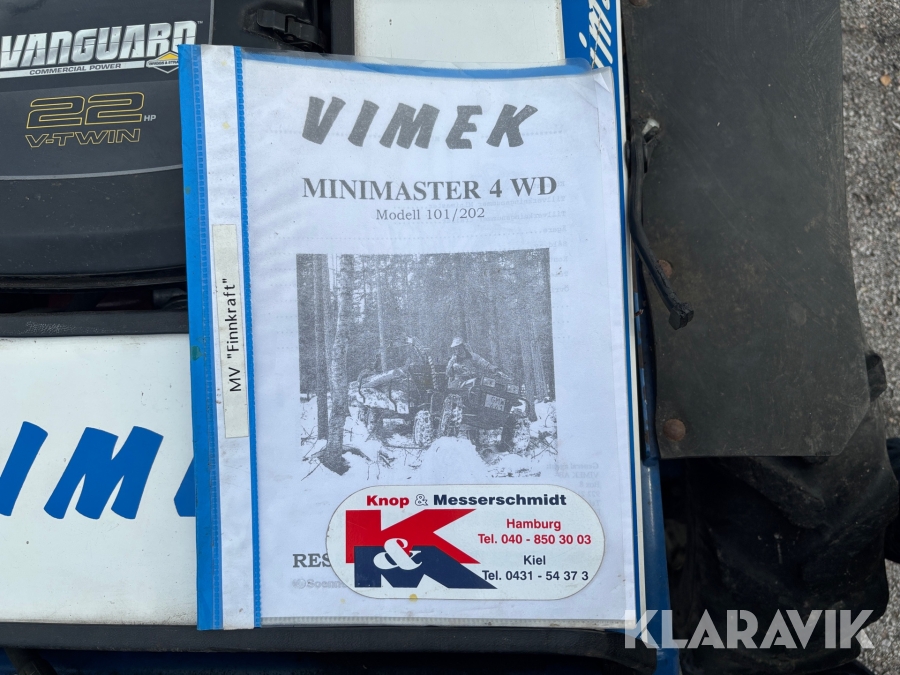 VANGUARD
COMMERCIAL POWER
22 HP
V-TWIN
VIMEK
MINIMASTER 4 WD
Modell 101/202
MV "Finnkraft"
Knop & Messerschmidt
K&
Hamburg
Tel. 040 - 850 30 03
Kiel
Tel. 0431 - 54 37 3
RES
KLARAVIK